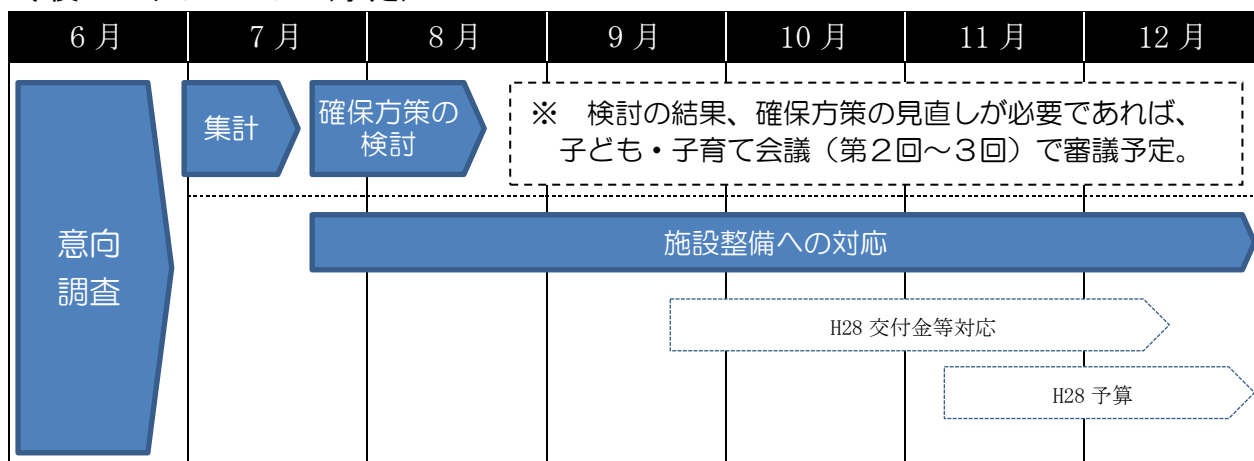 6月 7月 8月 9月 10月 11月 12月
意向
調査
集計
確保方策の
検討
※　検討の結果、確保方策の見直しが必要であれば、
子ども・子育て会議（第２回～３回）で審議予定。
施設整備への対応
H28 交付金等対応
H28 予算